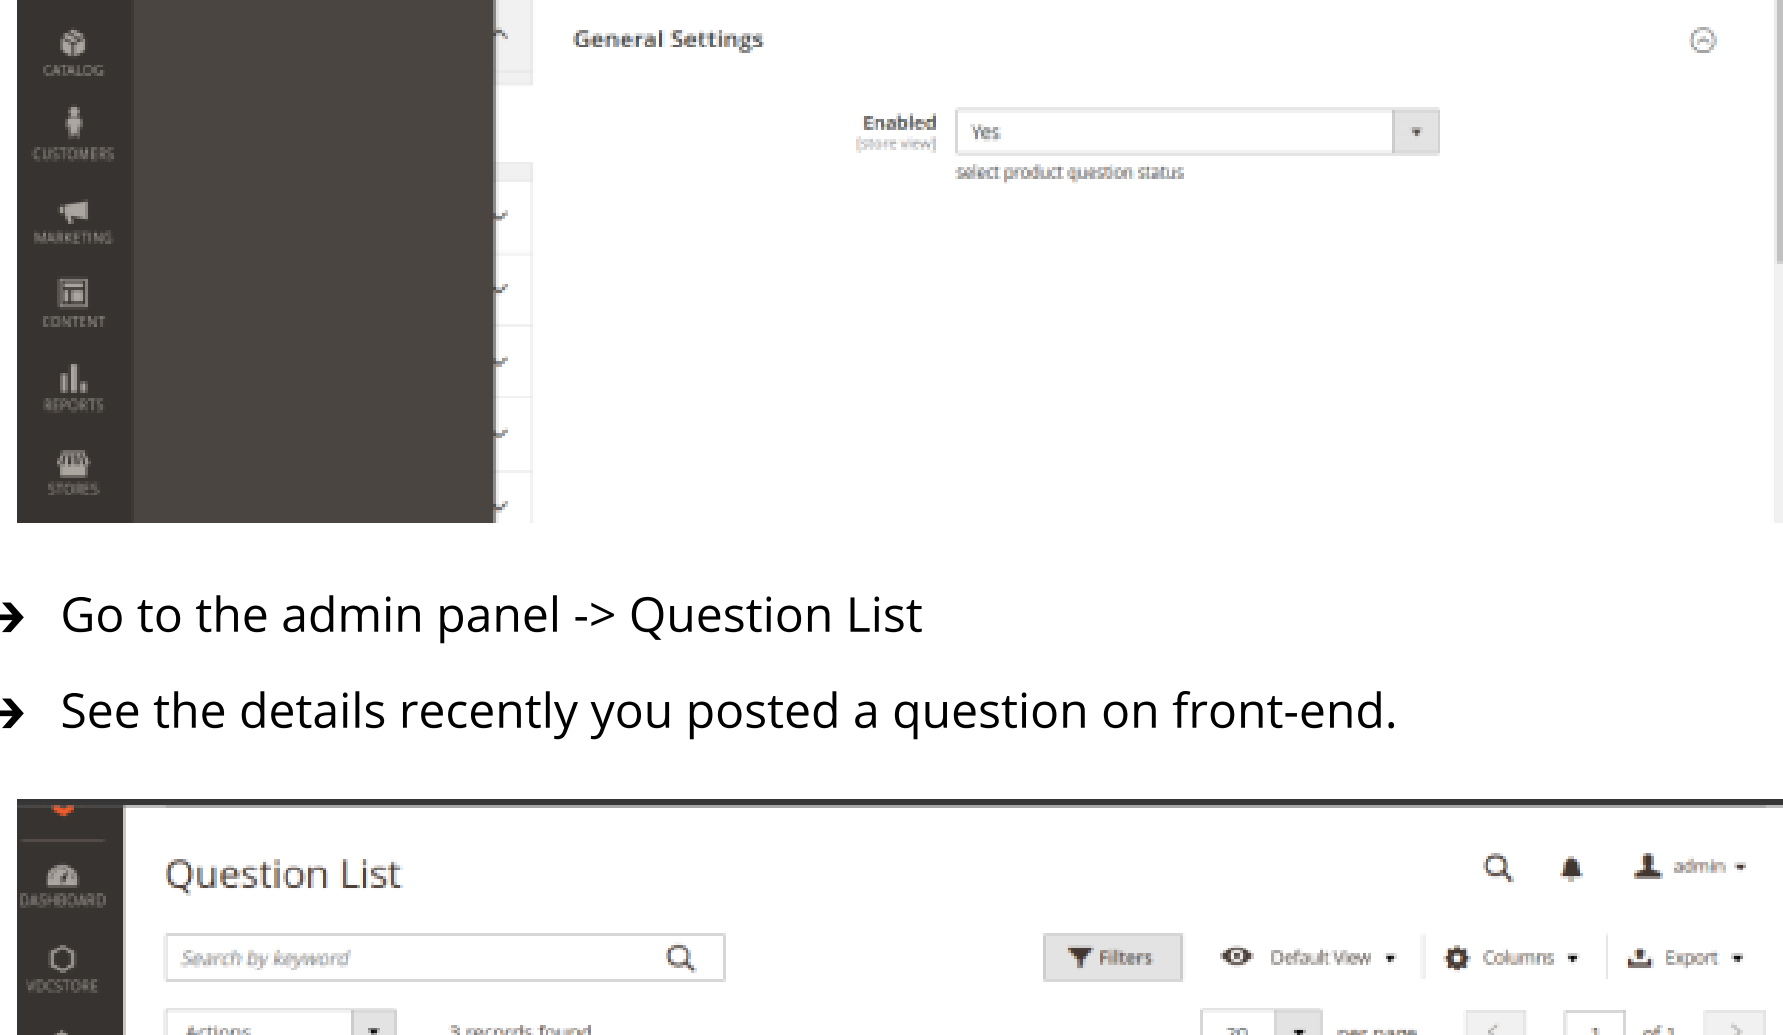 General Settings
CATALOG
Enabled
Yes
[store view]
CUSTOMERS
select product question status
MARKETING
CONTENT
REPORTS
STORES
➔ Go to the admin panel -> Question List
➔ See the details recently you posted a question on front-end.
Question List
admin
DASHBOARD
Search by keyword
Filters
Default View
Columns
Export
VDCSTORE
Actions
3 records found
20
per page
1
of 1